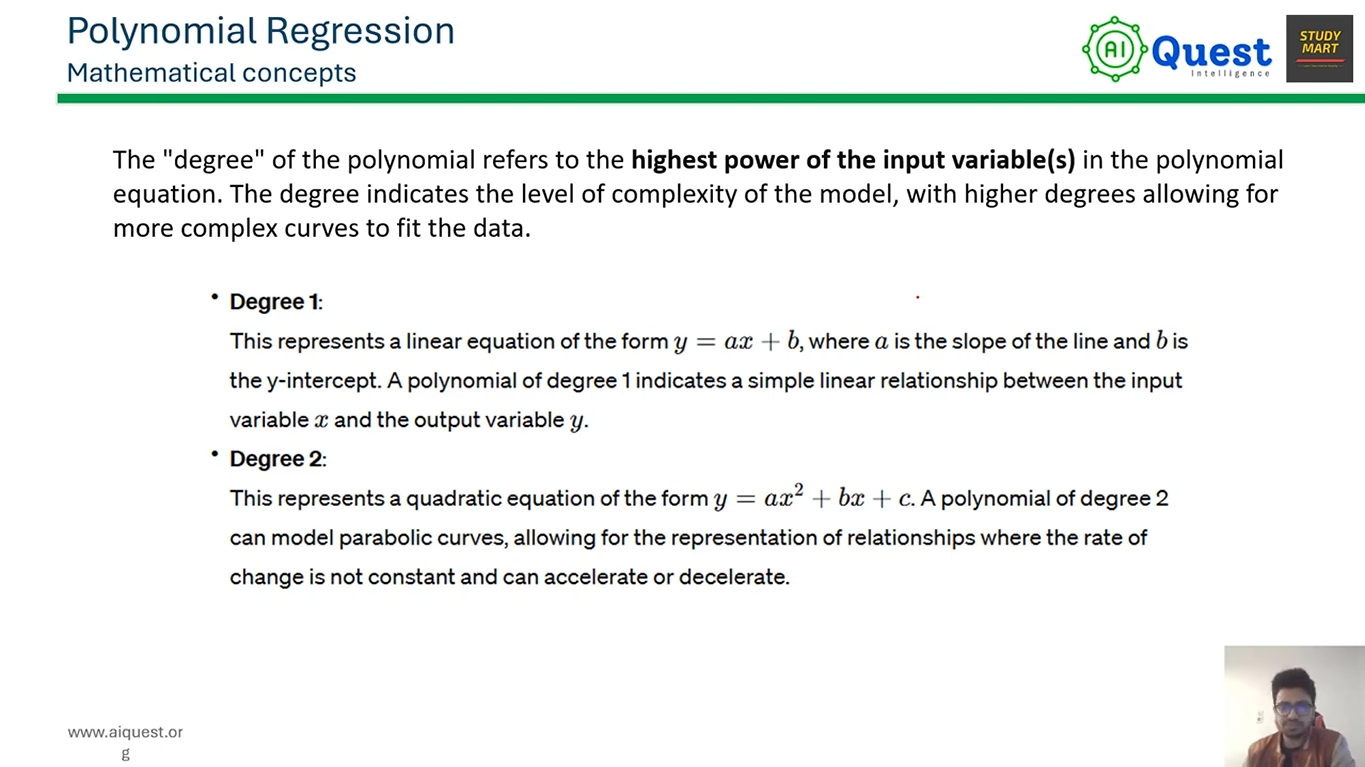 Polynomial Regression
Mathematical concepts
AI Quest
Intelligence
STUDY
MART
The "degree" of the polynomial refers to the highest power of the input variable(s) in the polynomial
equation. The degree indicates the level of complexity of the model, with higher degrees allowing for
more complex curves to fit the data.
• Degree 1:
This represents a linear equation of the form y = ax + b, where a is the slope of the line and b is
the y-intercept. A polynomial of degree 1 indicates a simple linear relationship between the input
variable x and the output variable y.
• Degree 2:
This represents a quadratic equation of the form y = ax² + bx + c. A polynomial of degree 2
can model parabolic curves, allowing for the representation of relationships where the rate of
change is not constant and can accelerate or decelerate.
www.aiquest.or
g